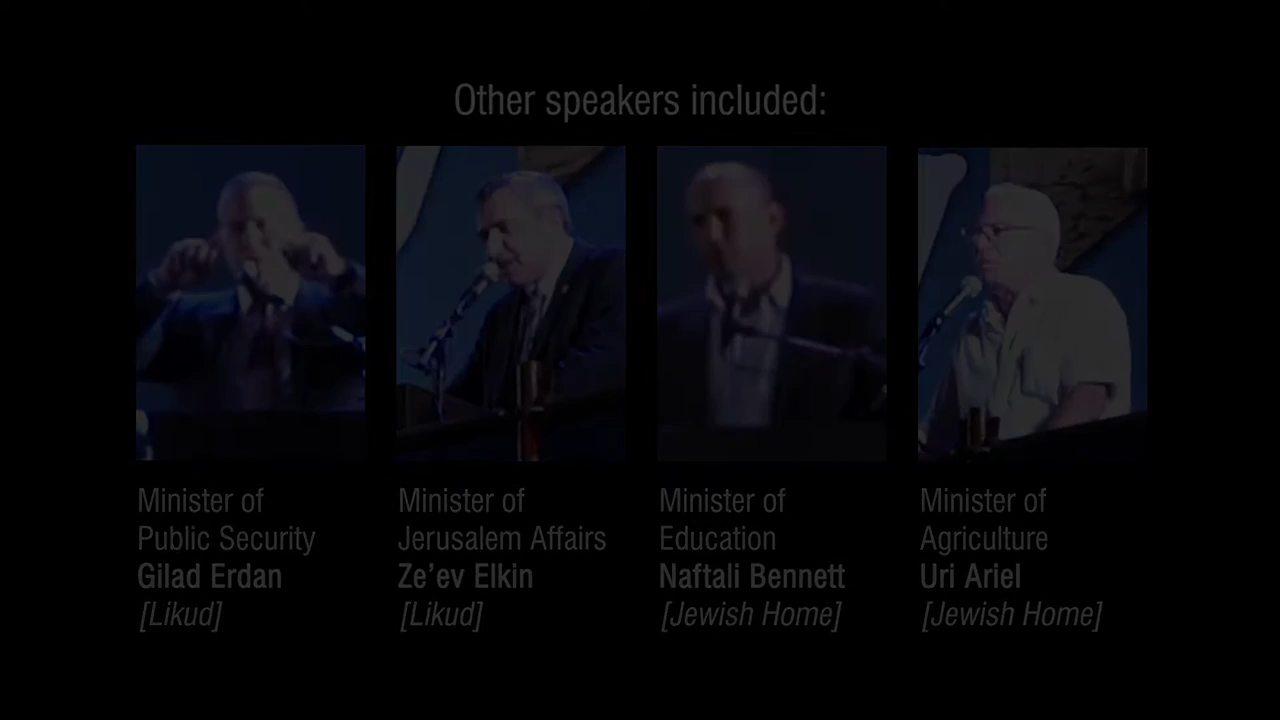 Other speakers included:
Minister of
Public Security
Gilad Erdan
[Likud]
Minister of
Jerusalem Affairs
Ze'ev Elkin
[Likud]
Minister of
Education
Naftali Bennett
[Jewish Home]
Minister of
Agriculture
Uri Ariel
[Jewish Home]